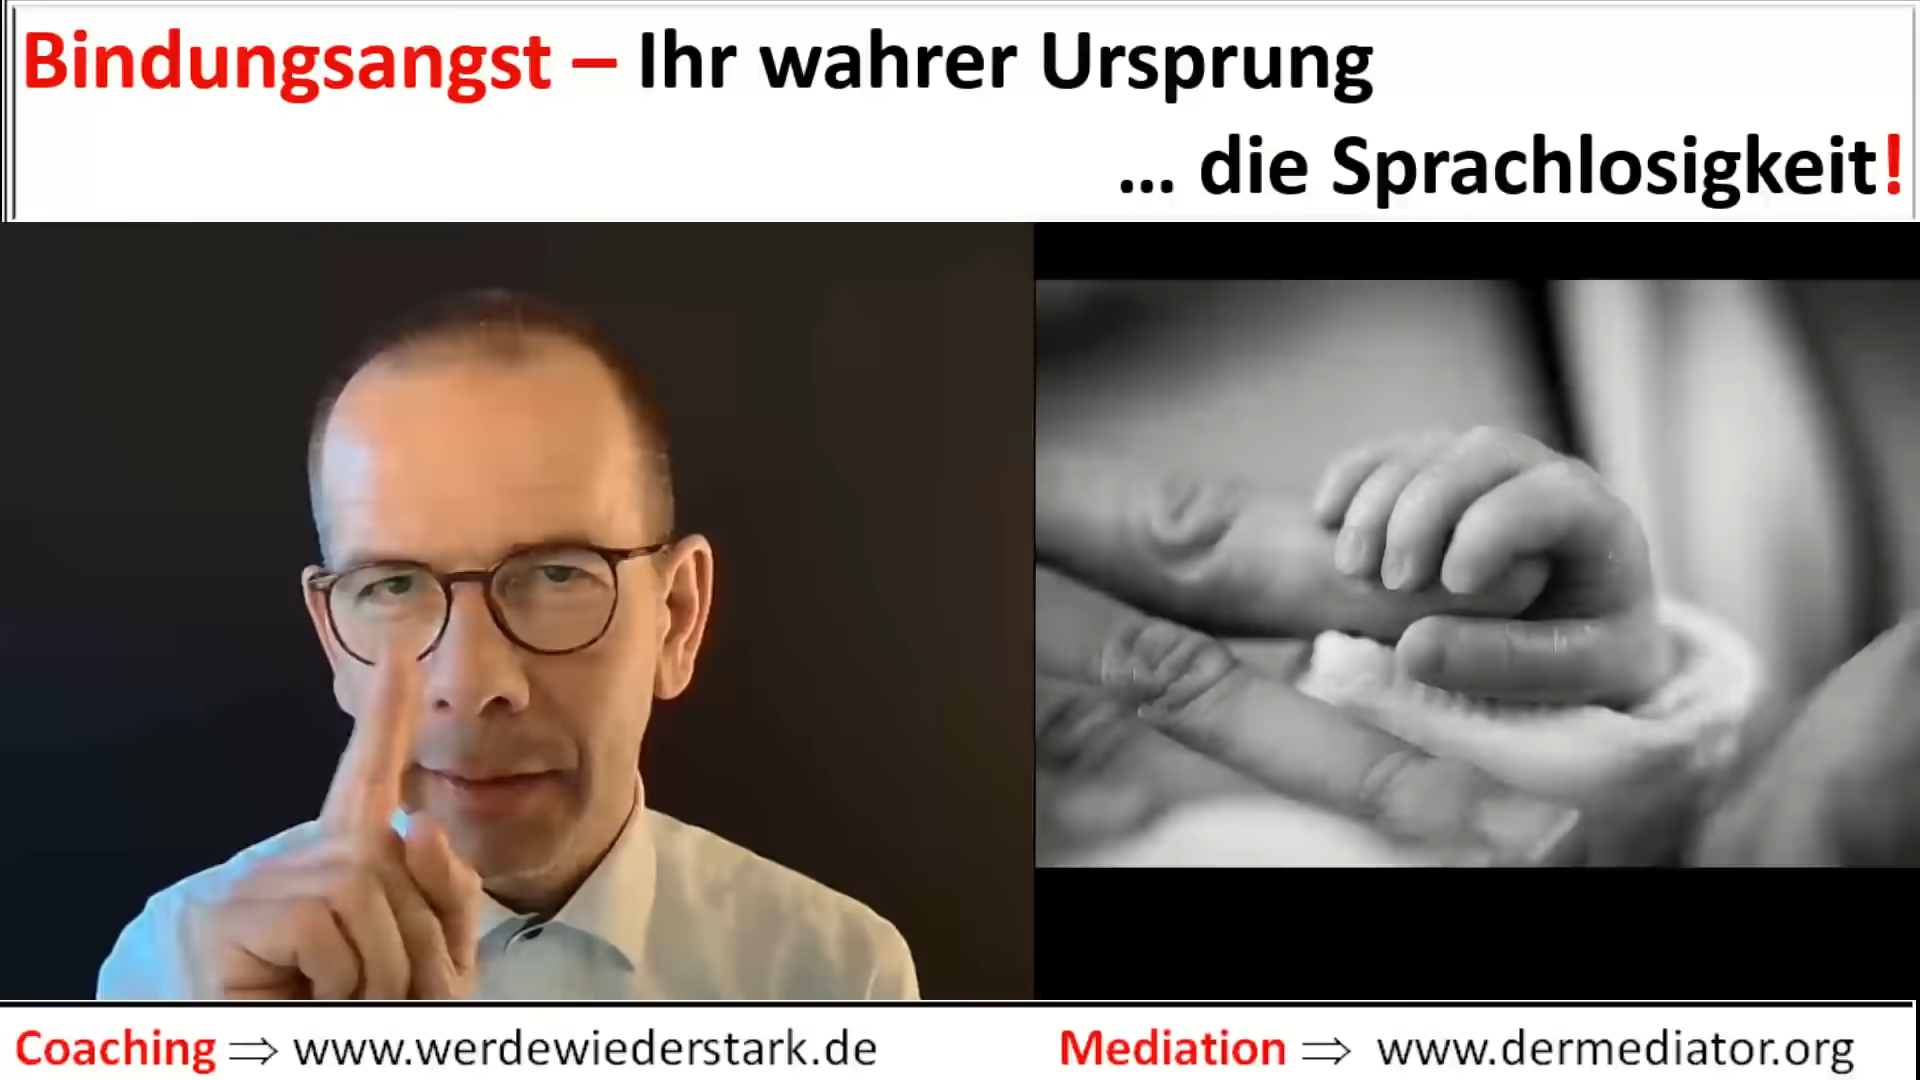 Bindungsangst – Ihr wahrer Ursprung
... die Sprachlosigkeit!
Coaching ⇒ www.werdewiederstark.de
Mediation ⇒ www.dermediator.org